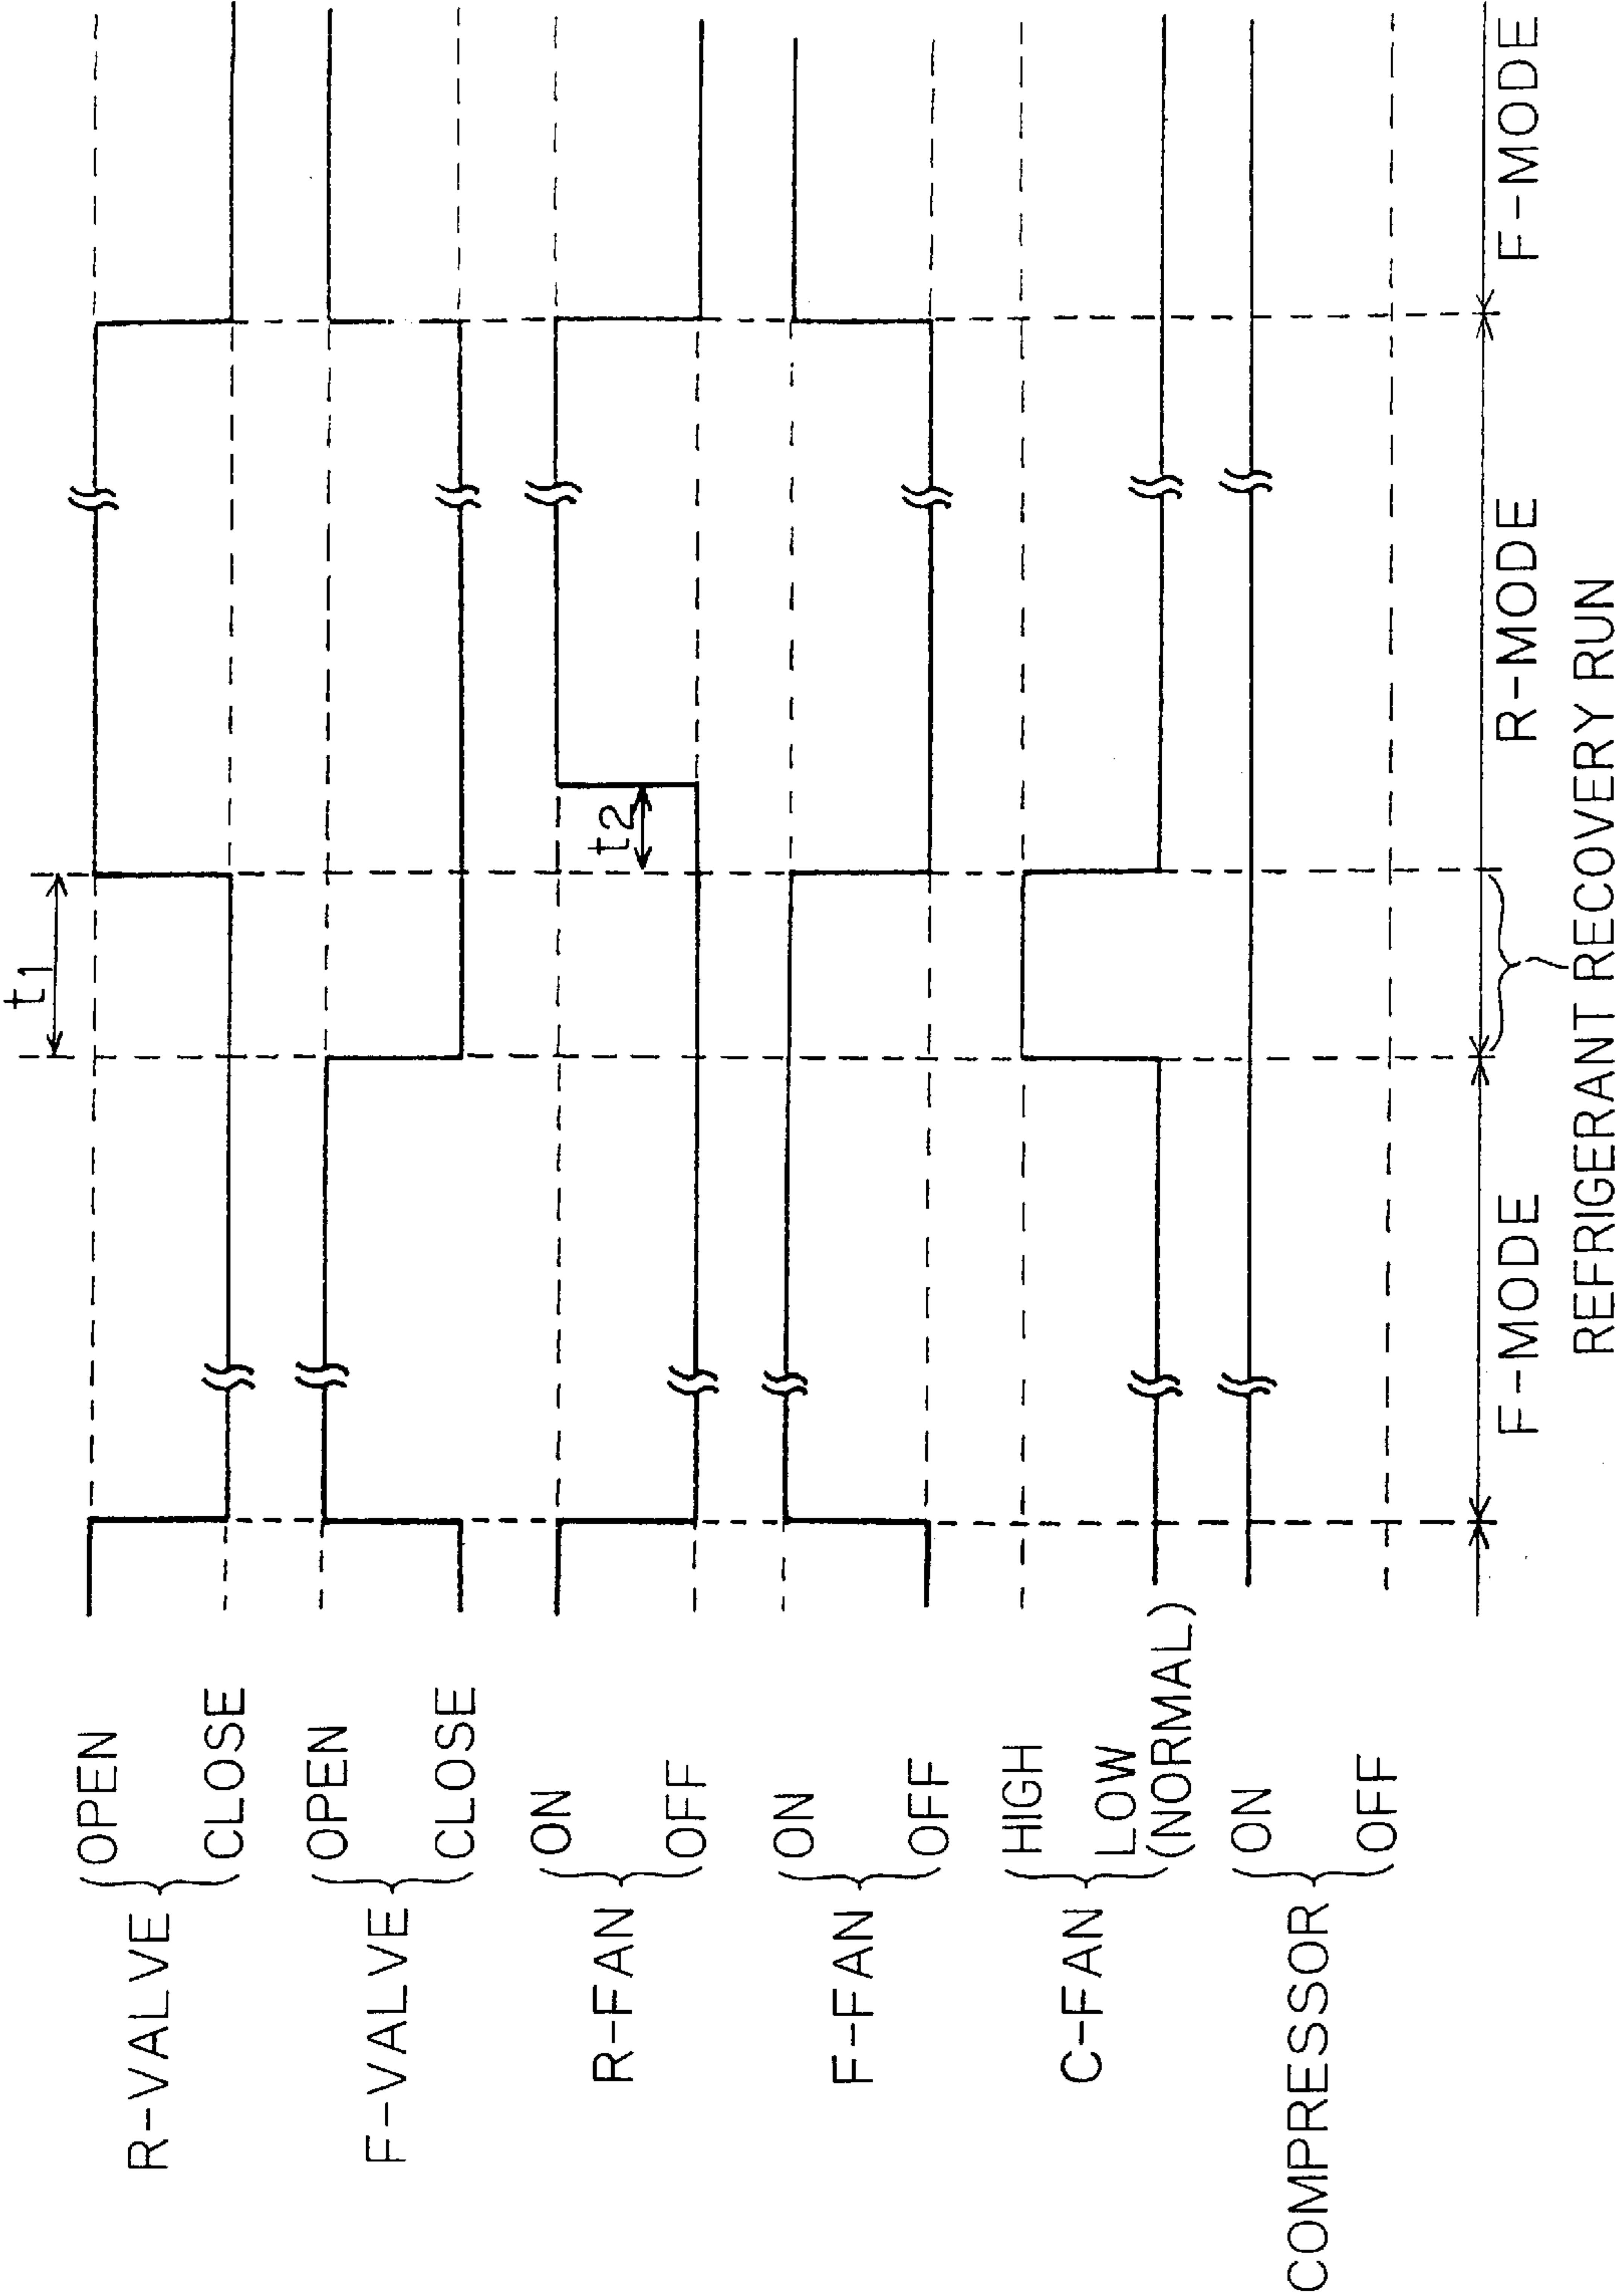 t1
R-VALVE
OPEN
CLOSE
F-VALVE
OPEN
CLOSE
R-FAN
ON
OFF
t2
F-FAN
ON
OFF
C-FAN
HIGH
LOW
(NORMAL)
COMPRESSOR
ON
OFF
F-MODE
R-MODE
F-MODE
REFRIGERANT RECOVERY RUN